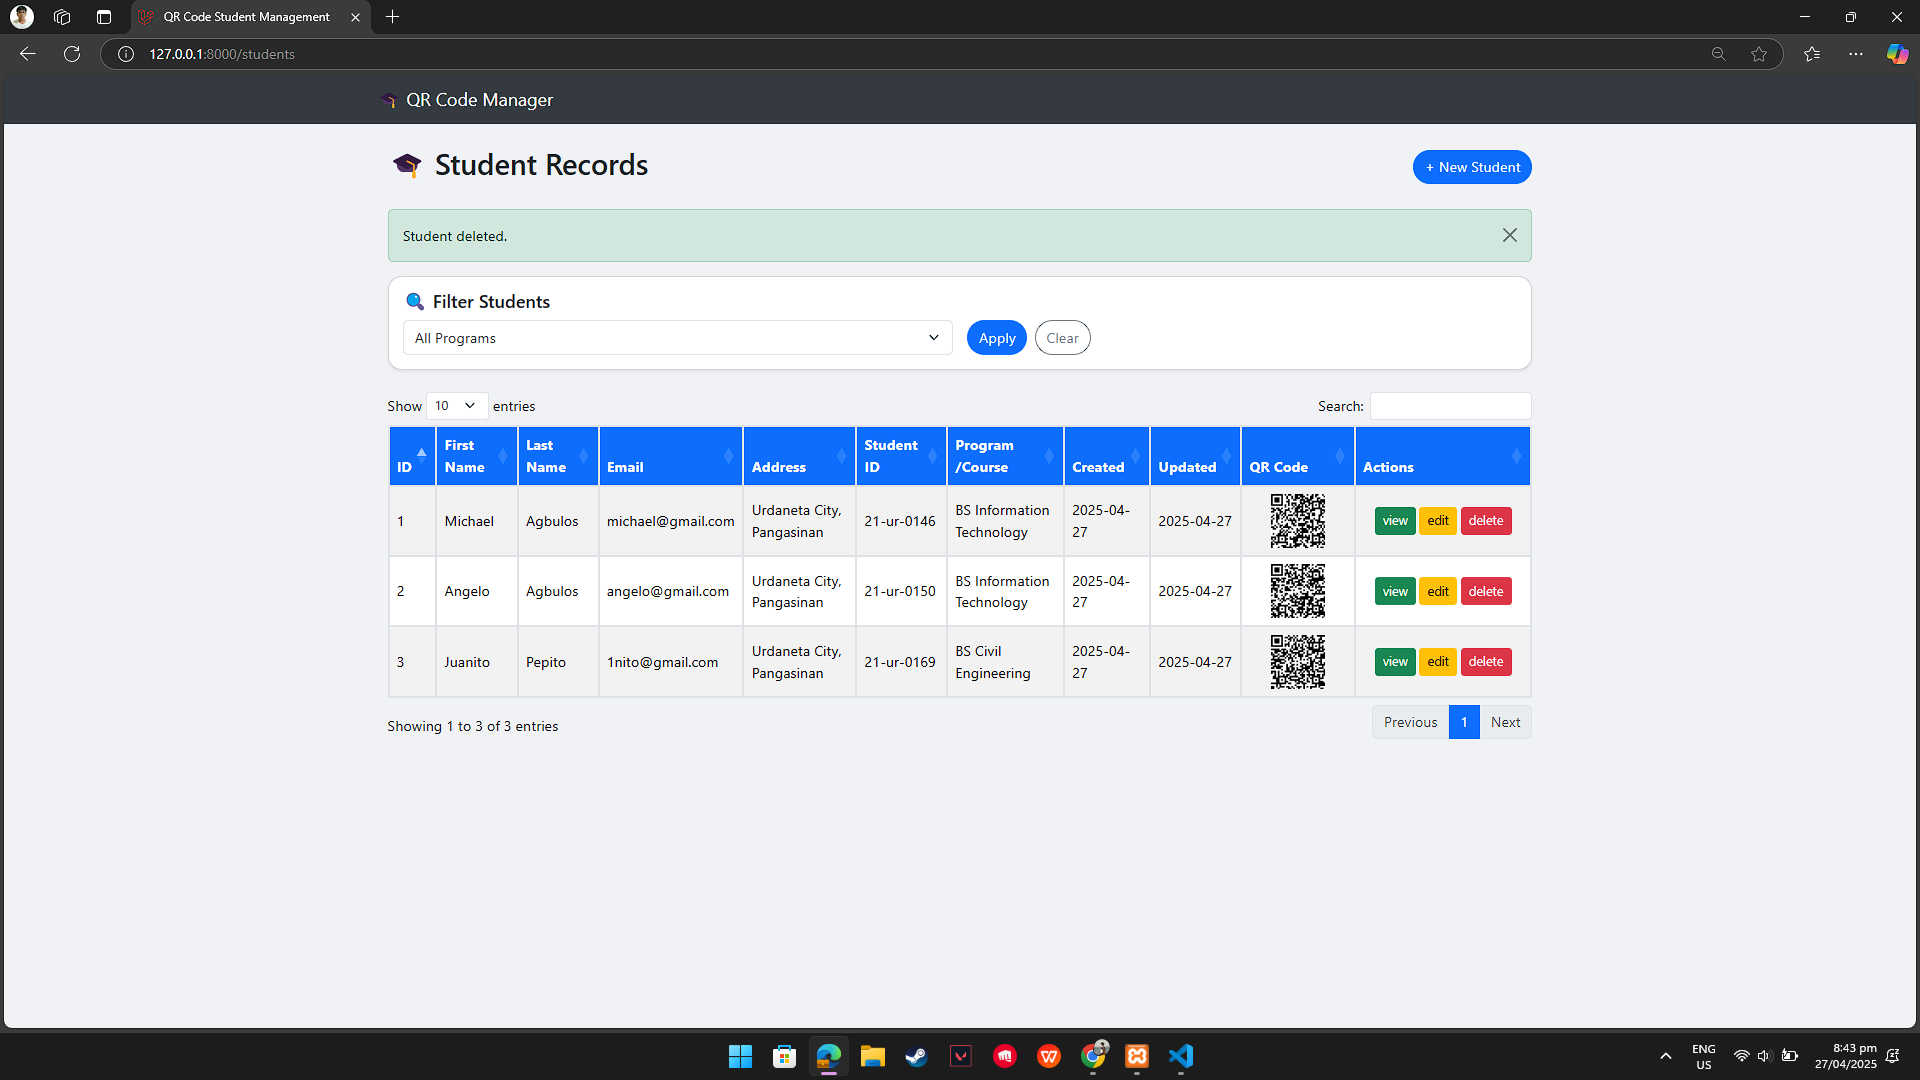 QR Code Student Management
127.0.0.1:8000/students
QR Code Manager
Student Records
+ New Student
Student deleted.
Filter Students
All Programs
Apply
Clear
Show 10 entries
Search:
ID First Name Last Name Email Address Student ID Program /Course Created Updated QR Code Actions
1 Michael Agbulos michael@gmail.com Urdaneta City, Pangasinan 21-ur-0146 BS Information Technology 2025-04-27 2025-04-27 view edit delete
2 Angelo Agbulos angelo@gmail.com Urdaneta City, Pangasinan 21-ur-0150 BS Information Technology 2025-04-27 2025-04-27 view edit delete
3 Juanito Pepito 1nito@gmail.com Urdaneta City, Pangasinan 21-ur-0169 BS Civil Engineering 2025-04-27 2025-04-27 view edit delete
Showing 1 to 3 of 3 entries
Previous 1 Next
ENG
US
8:43 pm
27/04/2025